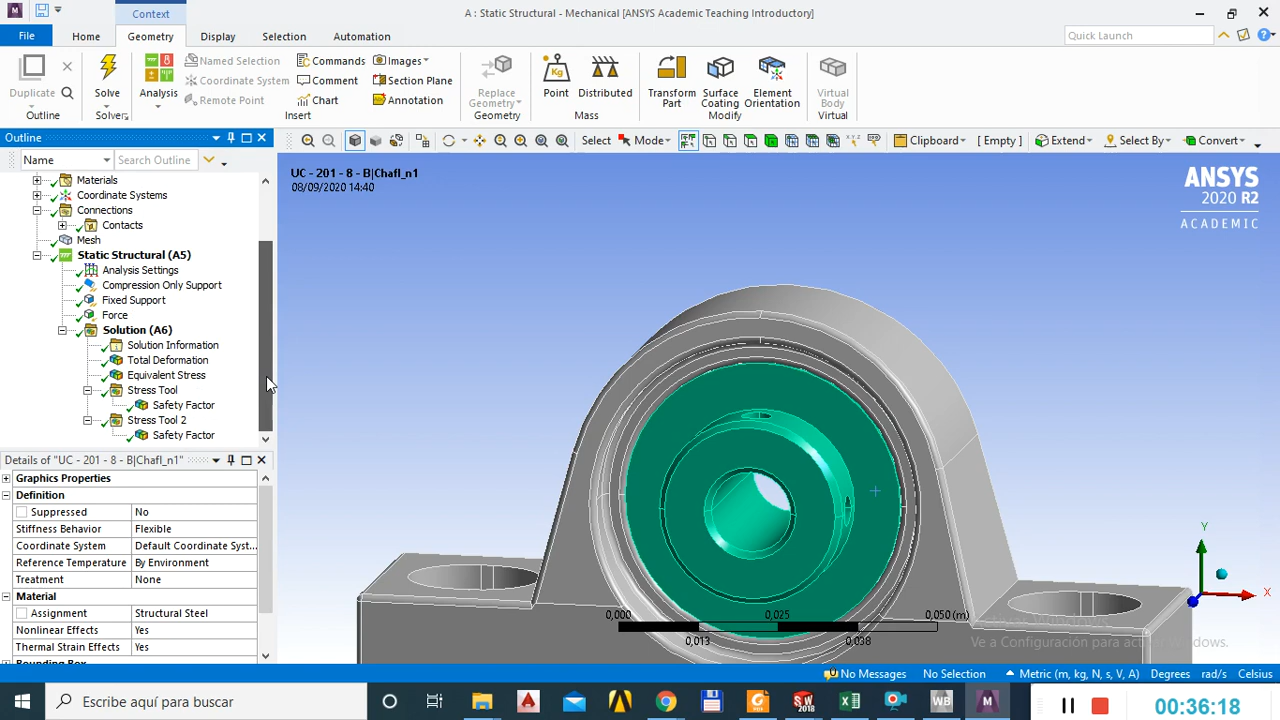 Context
A : Static Structural - Mechanical [ANSYS Academic Teaching Introductory]
File
Home
Geometry
Display
Selection
Automation
Quick Launch
Duplicate
Outline
Solve
Solver
Analysis
Named Selection
Coordinate System
Remote Point
Commands
Comment
Chart
Images
Section Plane
Annotation
Insert
Replace
Geometry
Geometry
Point
Distributed
Mass
Transform
Part
Surface
Coating
Element
Orientation
Modify
Virtual
Body
Virtual
Outline
Name
Search Outline
Select
Mode
Clipboard
[ Empty ]
Extend
Select By
Convert
Materials
Coordinate Systems
Connections
Contacts
Mesh
Static Structural (A5)
Analysis Settings
Compression Only Support
Fixed Support
Force
Solution (A6)
Solution Information
Total Deformation
Equivalent Stress
Stress Tool
Safety Factor
Stress Tool 2
Safety Factor
Details of "UC - 201 - 8 - B|Chafl_n1"
Graphics Properties
Definition
Suppressed No
Stiffness Behavior Flexible
Coordinate System Default Coordinate Syst...
Reference Temperature By Environment
Treatment None
Material
Assignment Structural Steel
Nonlinear Effects Yes
Thermal Strain Effects Yes
Bounding Box
UC - 201 - 8 - B|Chafl_n1
08/09/2020 14:40
ANSYS
2020 R2
ACADEMIC
0,000
0,025
0,050 (m)
0,013
0,038
Y
X
Ve a Configuración para activar Windows.
No Messages
No Selection
Metric (m, kg, N, s, V, A)
Degrees
rad/s
Celsius
Escribe aquí para buscar
00:36:18